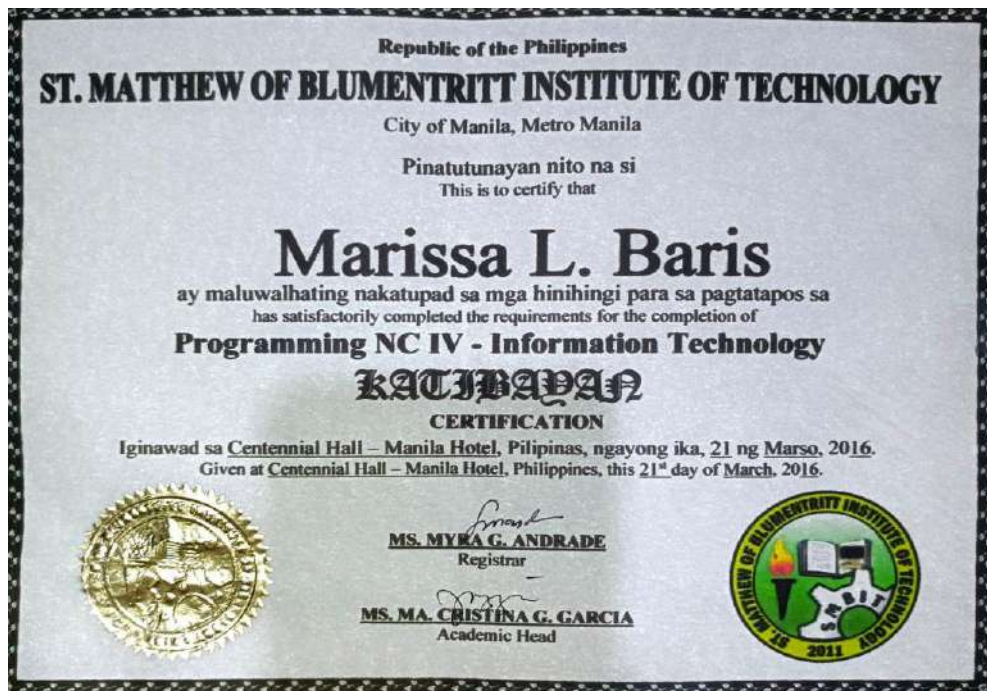 Republic of the Philippines
ST. MATTHEW OF BLUMENTRITT INSTITUTE OF TECHNOLOGY
City of Manila, Metro Manila
Pinatutunayan nito na si
This is to certify that
Marissa L. Baris
ay maluwalhating nakatupad sa mga hinihingi para sa pagtatapos sa
has satisfactorily completed the requirements for the completion of
Programming NC IV - Information Technology
KATIBAYAN
CERTIFICATION
Iginawad sa Centennial Hall – Manila Hotel, Pilipinas, ngayong ika, 21 ng Marso, 2016.
Given at Centennial Hall – Manila Hotel, Philippines, this 21st day of March, 2016.
MS. MYRA G. ANDRADE
Registrar
MS. MA. CRISTINA G. GARCIA
Academic Head
ST. MATTHEW OF BLUMENTRITT INSTITUTE OF TECHNOLOGY
SMBIT
2011